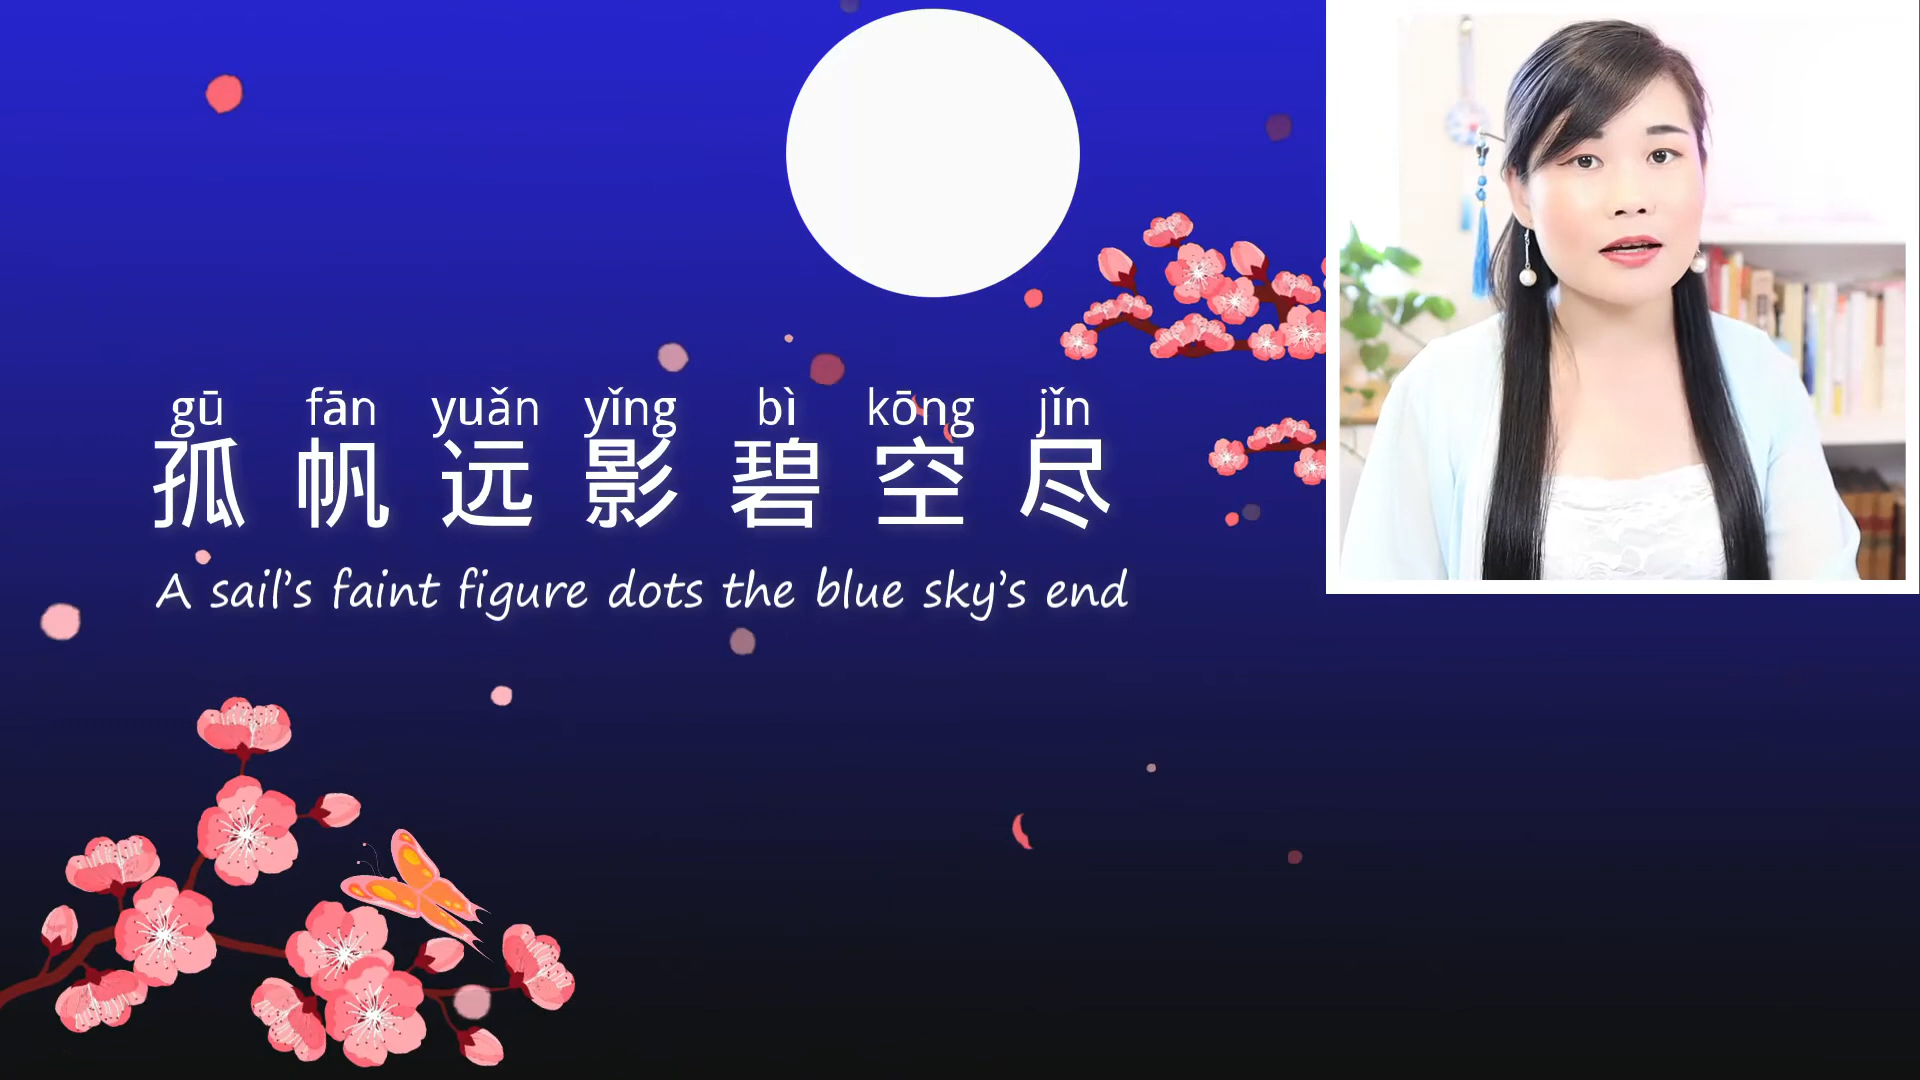 gū fān yuǎn yǐng bì kōng jǐn
孤帆远影碧空尽
A sail's faint figure dots the blue sky's end